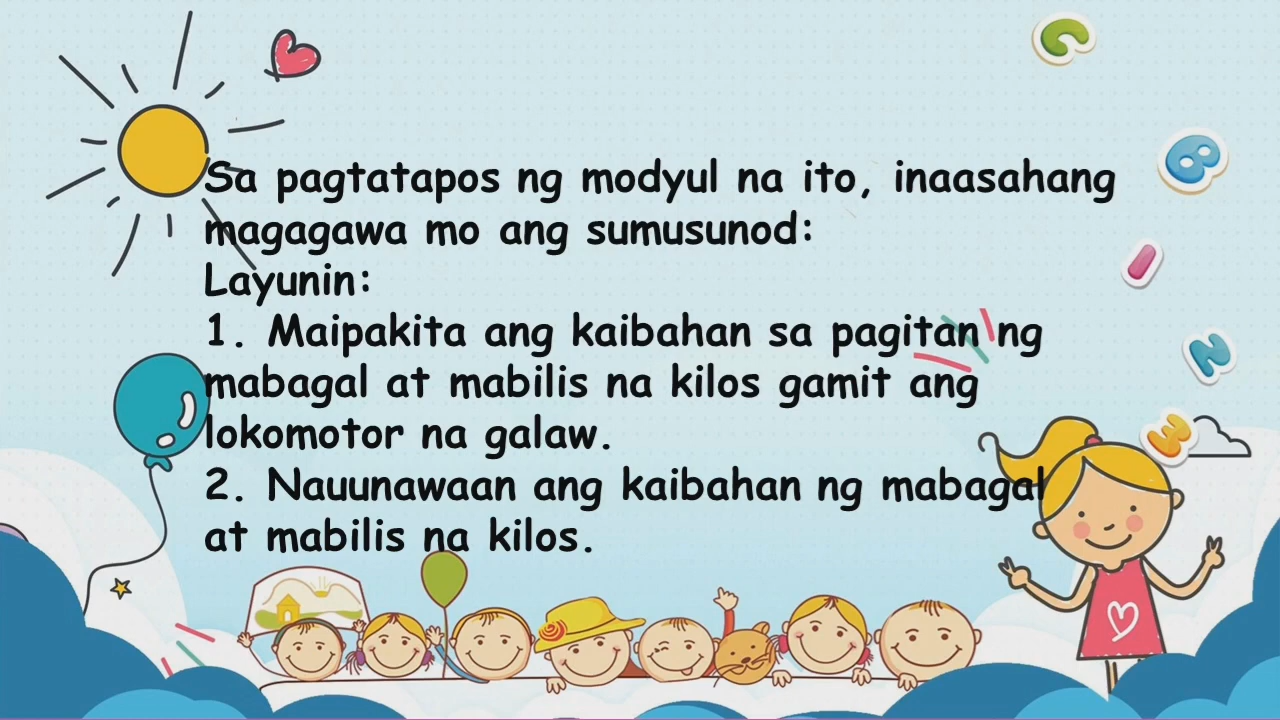 Sa pagtatapos ng modyul na ito, inaasahang
magagawa mo ang sumusunod:
Layunin:
1. Maipakita ang kaibahan sa pagitan ng
mabagal at mabilis na kilos gamit ang
lokomotor na galaw.
2. Nauunawaan ang kaibahan ng mabagal
at mabilis na kilos.